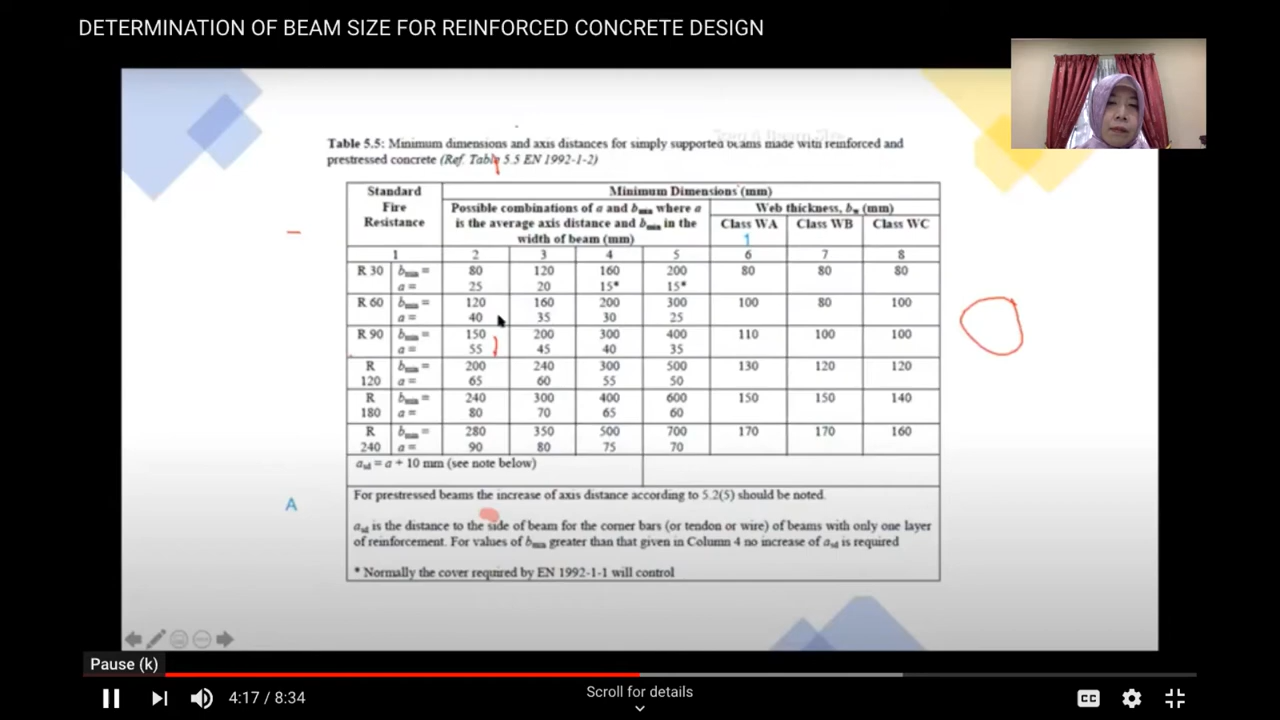 DETERMINATION OF BEAM SIZE FOR REINFORCED CONCRETE DESIGN
Table 5.5: Minimum dimensions and axis distances for simply supported beams made with reinforced and
prestressed concrete (Ref. Table 5.5 EN 1992-1-2)
Standard Fire Resistance
Minimum Dimensions (mm)
Possible combinations of a and bmin where a
is the average axis distance and bmin in the
width of beam (mm)
Web thickness, bw (mm)
Class WA Class WB Class WC
1
1 2 3 4 5 6 7 8
R 30 bmin = 80 120 160 200 80 80 80
a = 25 20 15* 15*
R 60 bmin = 120 160 200 300 100 80 100
a = 40 35 30 25
R 90 bmin = 150 200 300 400 110 100 100
a = 55 45 40 35
R 120 bmin = 200 240 300 500 130 120 120
a = 65 60 55 50
R 180 bmin = 240 300 400 600 150 150 140
a = 80 70 65 60
R 240 bmin = 280 350 500 700 170 170 160
a = 90 80 75 70
asd = a + 10 mm (see note below)
For prestressed beams the increase of axis distance according to 5.2(5) should be noted.
A
asd is the distance to the side of beam for the corner bars (or tendon or wire) of beams with only one layer
of reinforcement. For values of bmin greater than that given in Column 4 no increase of asd is required
* Normally the cover required by EN 1992-1-1 will control
Pause (k)
4:17 / 8:34
Scroll for details
CC